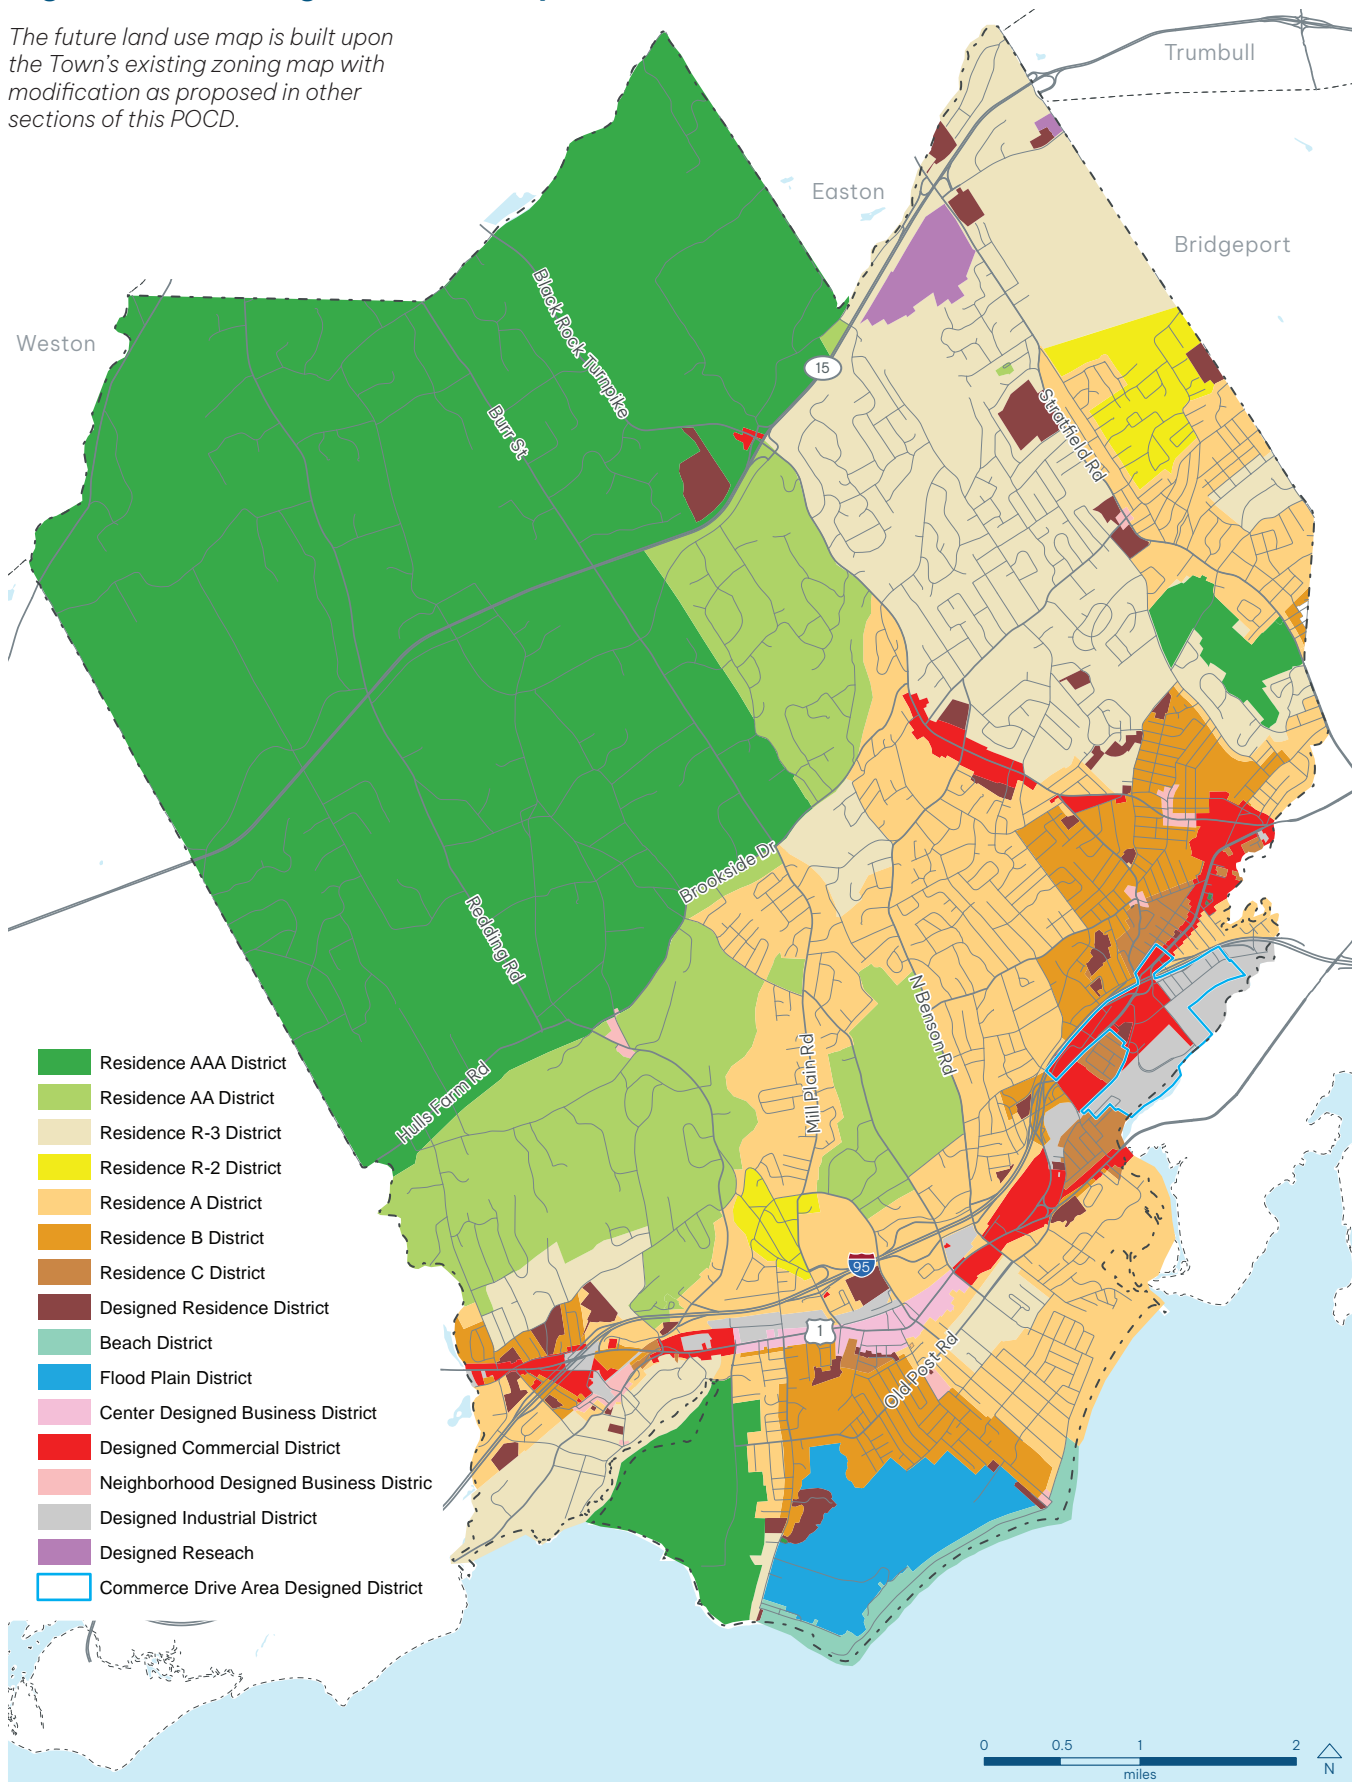 The future land use map is built upon
the Town's existing zoning map with
modification as proposed in other
sections of this POCD.
Trumbull
Easton
Bridgeport
Weston
Black Rock Turnpike
15
Burr St
Stratfield Rd
Brookside Dr
Redding Rd
N Benson Rd
Mill Plain Rd
Hulls Farm Rd
95
1
Old Post Rd
Residence AAA District
Residence AA District
Residence R-3 District
Residence R-2 District
Residence A District
Residence B District
Residence C District
Designed Residence District
Beach District
Flood Plain District
Center Designed Business District
Designed Commercial District
Neighborhood Designed Business Distric
Designed Industrial District
Designed Reseach
Commerce Drive Area Designed District
0 0.5 1 2
miles
N